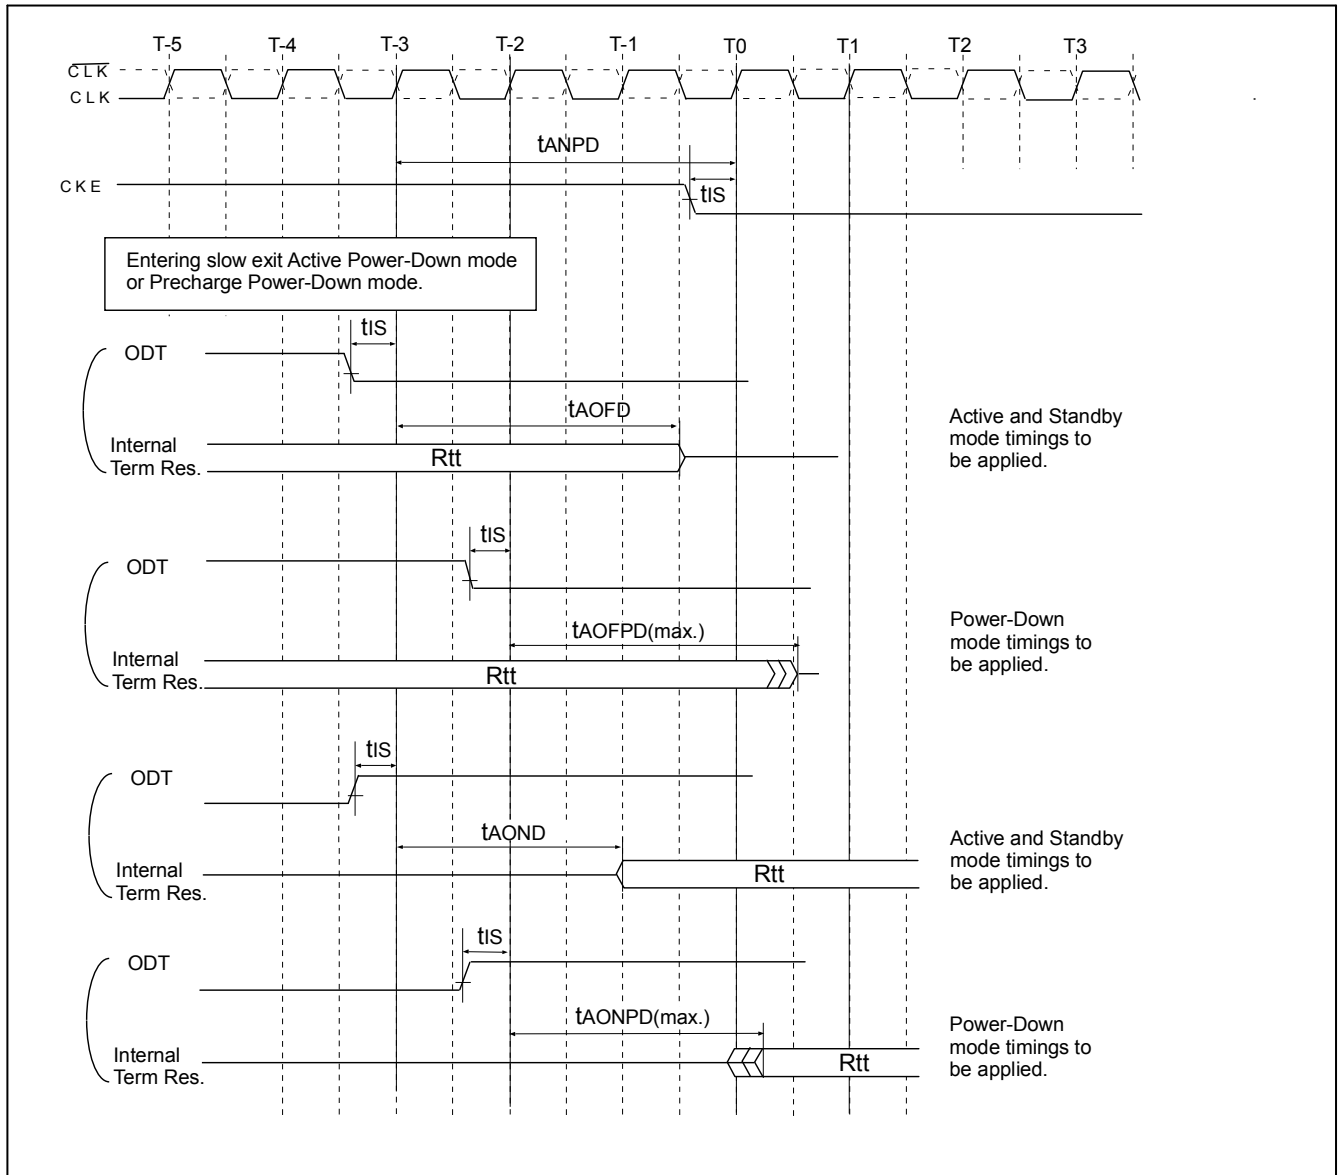 T-5 T-4 T-3 T-2 T-1 T0 T1 T2 T3
CLK
CLK
tANPD
CKE
tIS
Entering slow exit Active Power-Down mode
or Precharge Power-Down mode.
tIS
ODT
tAOFD
Active and Standby
mode timings to
be applied.
Internal
Term Res.
Rtt
tIS
ODT
tAOFPD(max.)
Power-Down
mode timings to
be applied.
Internal
Term Res.
Rtt
tIS
ODT
tAOND
Active and Standby
mode timings to
be applied.
Internal
Term Res.
Rtt
tIS
ODT
tAONPD(max.)
Power-Down
mode timings to
be applied.
Internal
Term Res.
Rtt